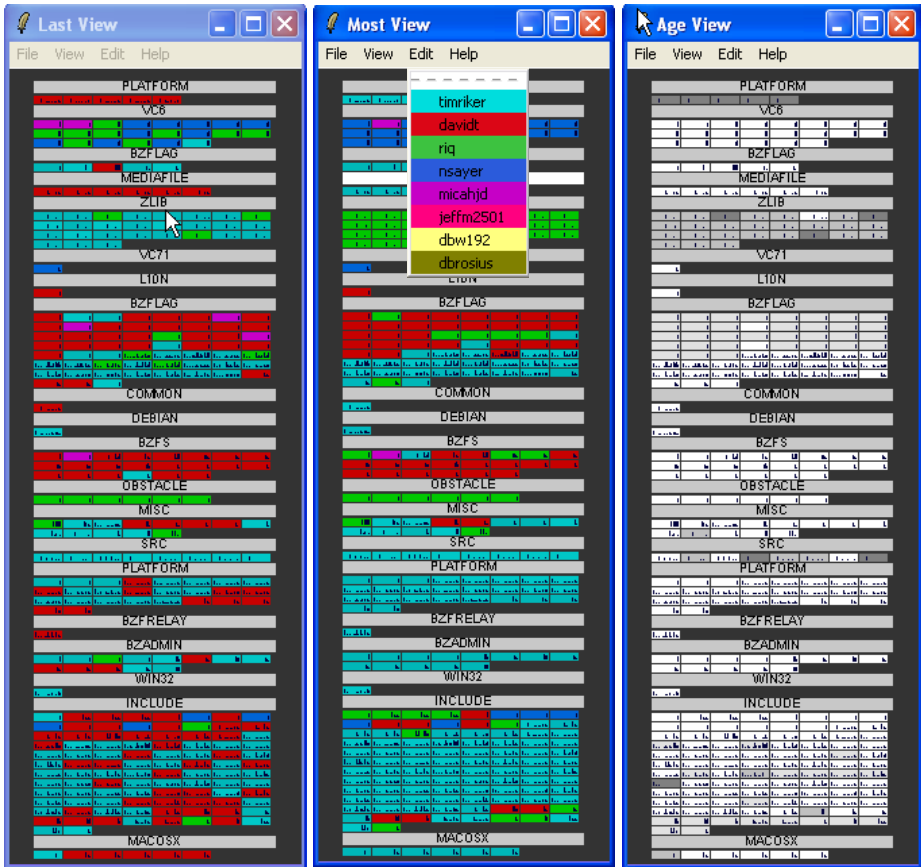 Last View
File View Edit Help
PLATFORM
VC6
BZFLAG
MEDIAFILE
ZLIB
VC71
L10N
BZFLAG
COMMON
DEBIAN
BZFS
OBSTACLE
MISC
SRC
PLATFORM
BZFRELAY
BZADMIN
WIN32
INCLUDE
MACOSX
Most View
File View Edit Help
timriker
davidt
riq
nsayer
micahjd
jeffm2501
dbw192
dbrosius
L10N
BZFLAG
COMMON
DEBIAN
BZFS
OBSTACLE
MISC
SRC
PLATFORM
BZFRELAY
BZADMIN
WIN32
INCLUDE
MACOSX
Age View
File View Edit Help
PLATFORM
VC6
BZFLAG
MEDIAFILE
ZLIB
VC71
L10N
BZFLAG
COMMON
DEBIAN
BZFS
OBSTACLE
MISC
SRC
PLATFORM
BZFRELAY
BZADMIN
WIN32
INCLUDE
MACOSX